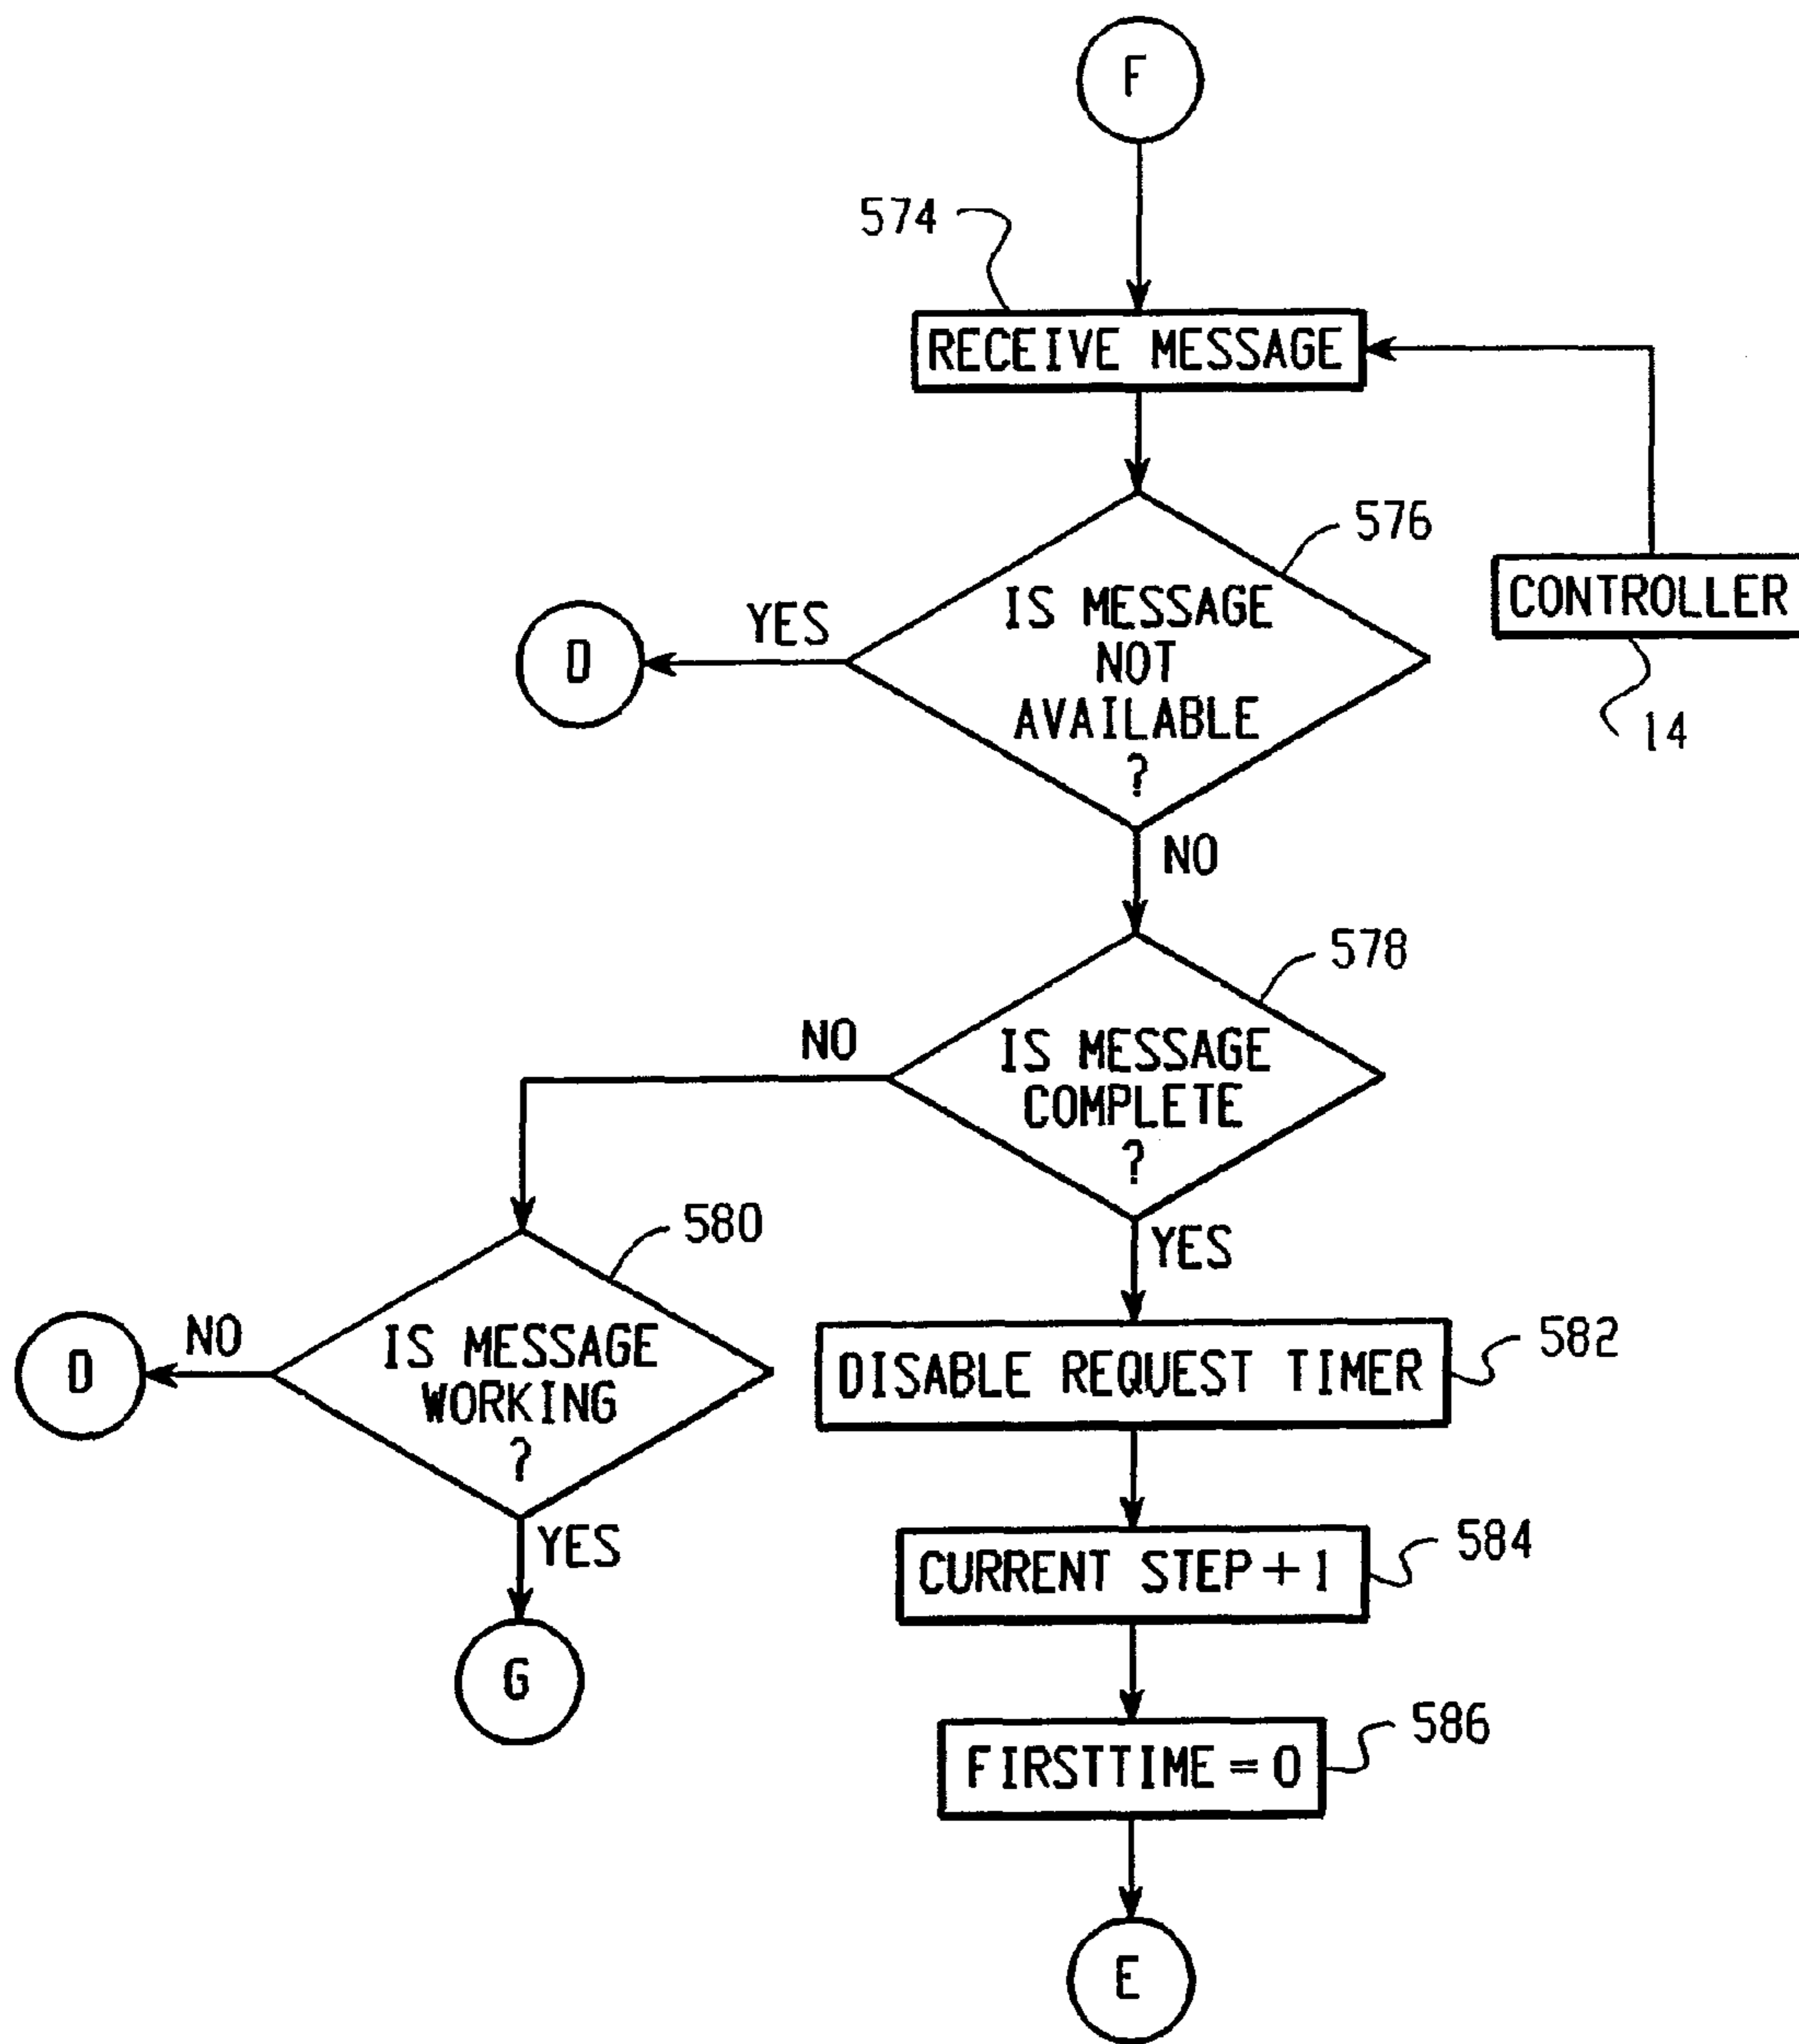 F
574
RECEIVE MESSAGE
576
IS MESSAGE
NOT
AVAILABLE
?
YES
D
CONTROLLER
14
NO
578
IS MESSAGE
COMPLETE
?
NO
YES
580
IS MESSAGE
WORKING
?
NO
D
YES
G
582
DISABLE REQUEST TIMER
584
CURRENT STEP + 1
586
FIRSTTIME = 0
E